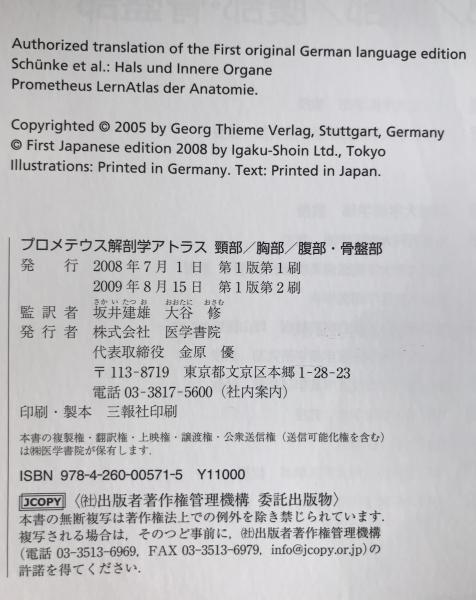 Authorized translation of the First original German language edition
Schünke et al.: Hals und Innere Organe
Prometheus LernAtlas der Anatomie.
Copyrighted © 2005 by Georg Thieme Verlag, Stuttgart, Germany
© First Japanese edition 2008 by Igaku-Shoin Ltd., Tokyo
Illustrations: Printed in Germany. Text: Printed in Japan.
プロメテウス解剖学アトラス 頸部／胸部／腹部・骨盤部
発 行 2008年7月1日 第1版第1刷
2009年8月15日 第1版第2刷
さかいたつお おおたに おさむ
監訳者 坂井建雄 大谷 修
発行者 株式会社 医学書院
代表取締役 金原 優
〒113-8719 東京都文京区本郷1-28-23
電話 03-3817-5600（社内案内）
印刷・製本 三報社印刷
本書の複製権・翻訳権・上映権・譲渡権・公衆送信権（送信可能化権を含む）
は㈱医学書院が保有します．
ISBN 978-4-260-00571-5 Y11000
JCOPY 〈㈳出版者著作権管理機構 委託出版物〉
本書の無断複写は著作権法上での例外を除き禁じられています．
複写される場合は，そのつど事前に，㈳出版者著作権管理機構
（電話 03-3513-6969，FAX 03-3513-6979，info@jcopy.or.jp）の
許諾を得てください．